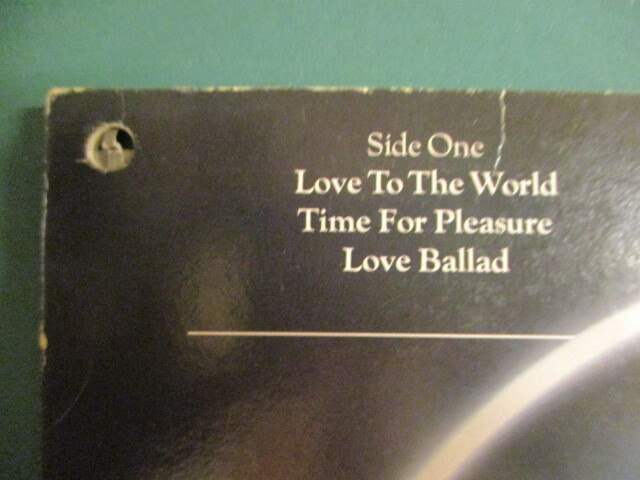 Side One
Love To The World
Time For Pleasure
Love Ballad